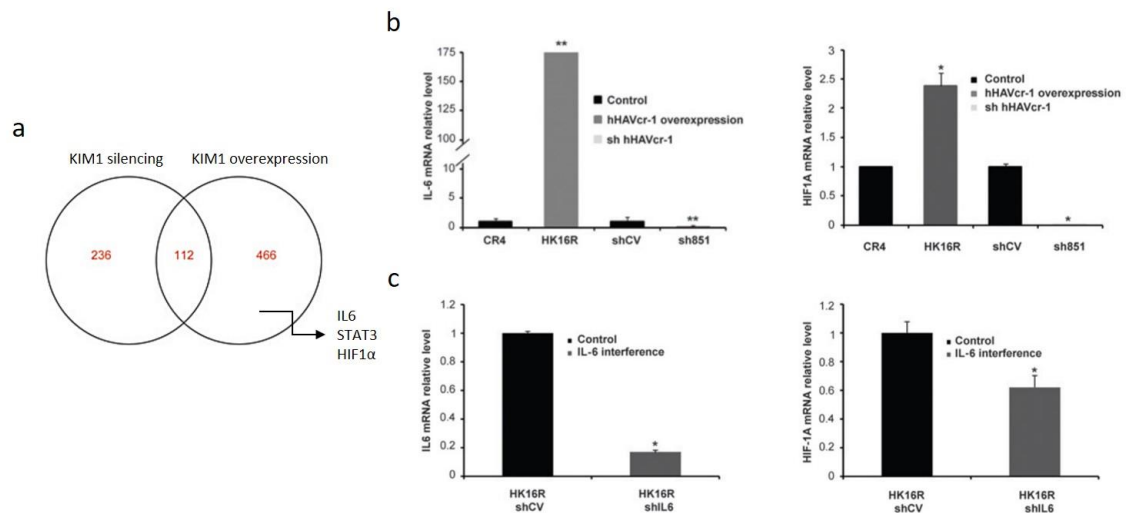 a
KIM1 silencing
KIM1 overexpression
236
112
466
IL6
STAT3
HIF1α
b
IL-6 mRNA relative level
175
150
125
100
10
5
0
Control
hHAVcr-1 overexpression
sh hHAVcr-1
**
**
CR4
HK16R
shCV
sh851
HIF1A mRNA relative level
3
2.5
2
1.5
1
0.5
0
Control
hHAVcr-1 overexpression
sh hHAVcr-1
*
*
CR4
HK16R
shCV
sh851
c
IL6 mRNA relative level
1.2
1
0.8
0.6
0.4
0.2
0
Control
IL-6 interference
*
HK16R
shCV
HK16R
shIL6
HIF-1A mRNA relative level
1.2
1
0.8
0.6
0.4
0.2
0
Control
IL-6 interference
*
HK16R
shCV
HK16R
shIL6